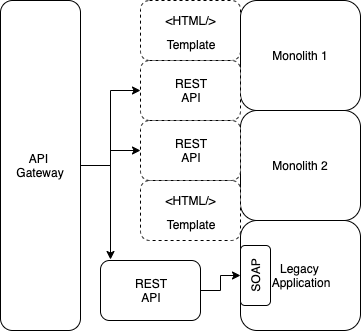 <HTML/>
Template
Monolith 1
REST
API
API
Gateway
REST
API
Monolith 2
<HTML/>
Template
SOAP
Legacy
Application
REST
API